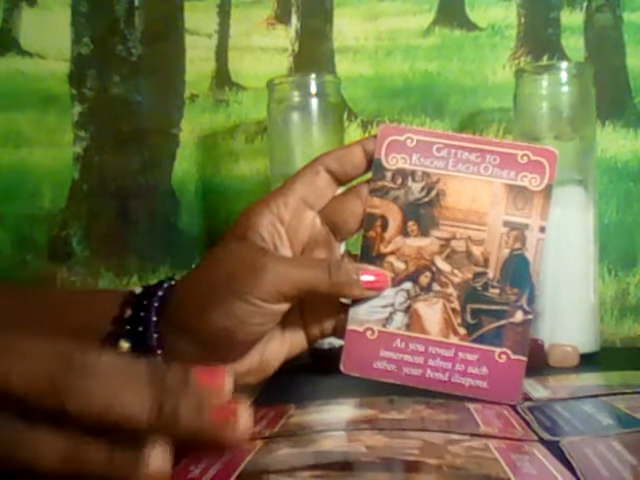 Getting to
Know Each Other
As you reveal your
innermost selves to each
other, your bond deepens.